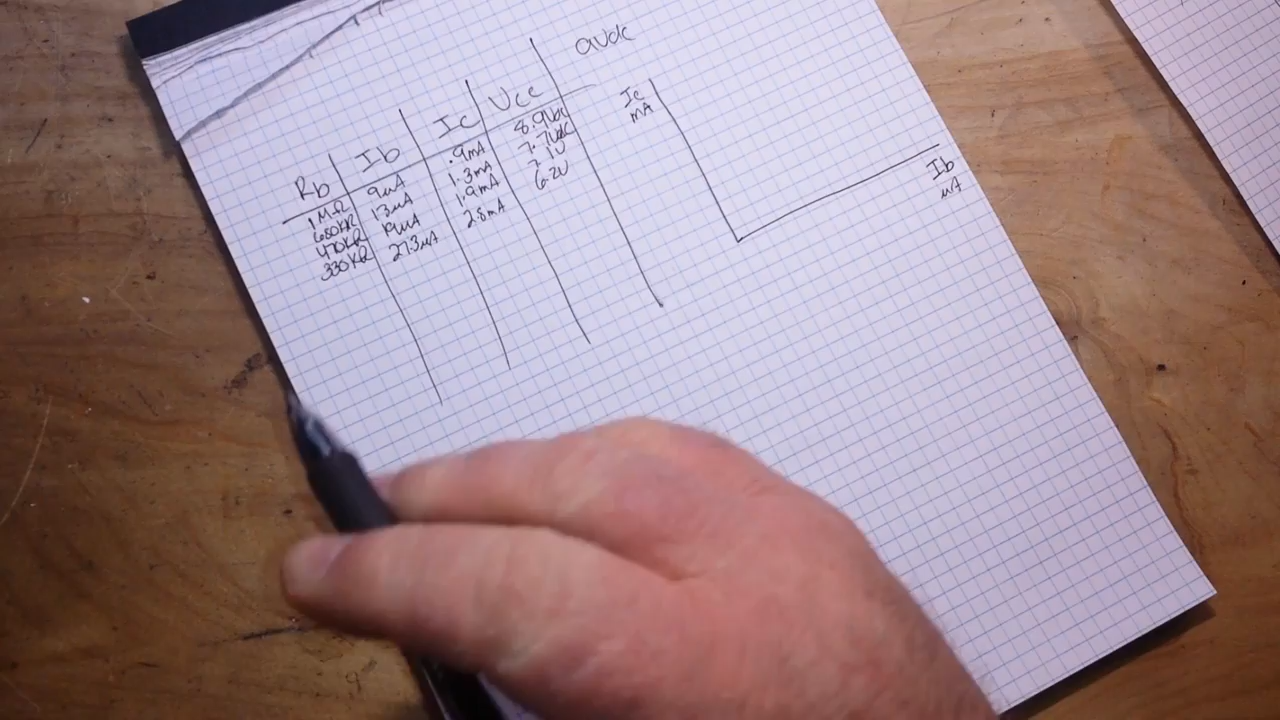 Rb Ib Ic Vce
1MΩ 9uA .9mA 8.9Vdc
680KΩ 13uA 1.3mA 7.7Vdc
470KΩ 19uA 1.9mA 7.1V
330KΩ 27.3uA 2.8mA 6.2V
9Vdc
Ic
mA
Ib
uA